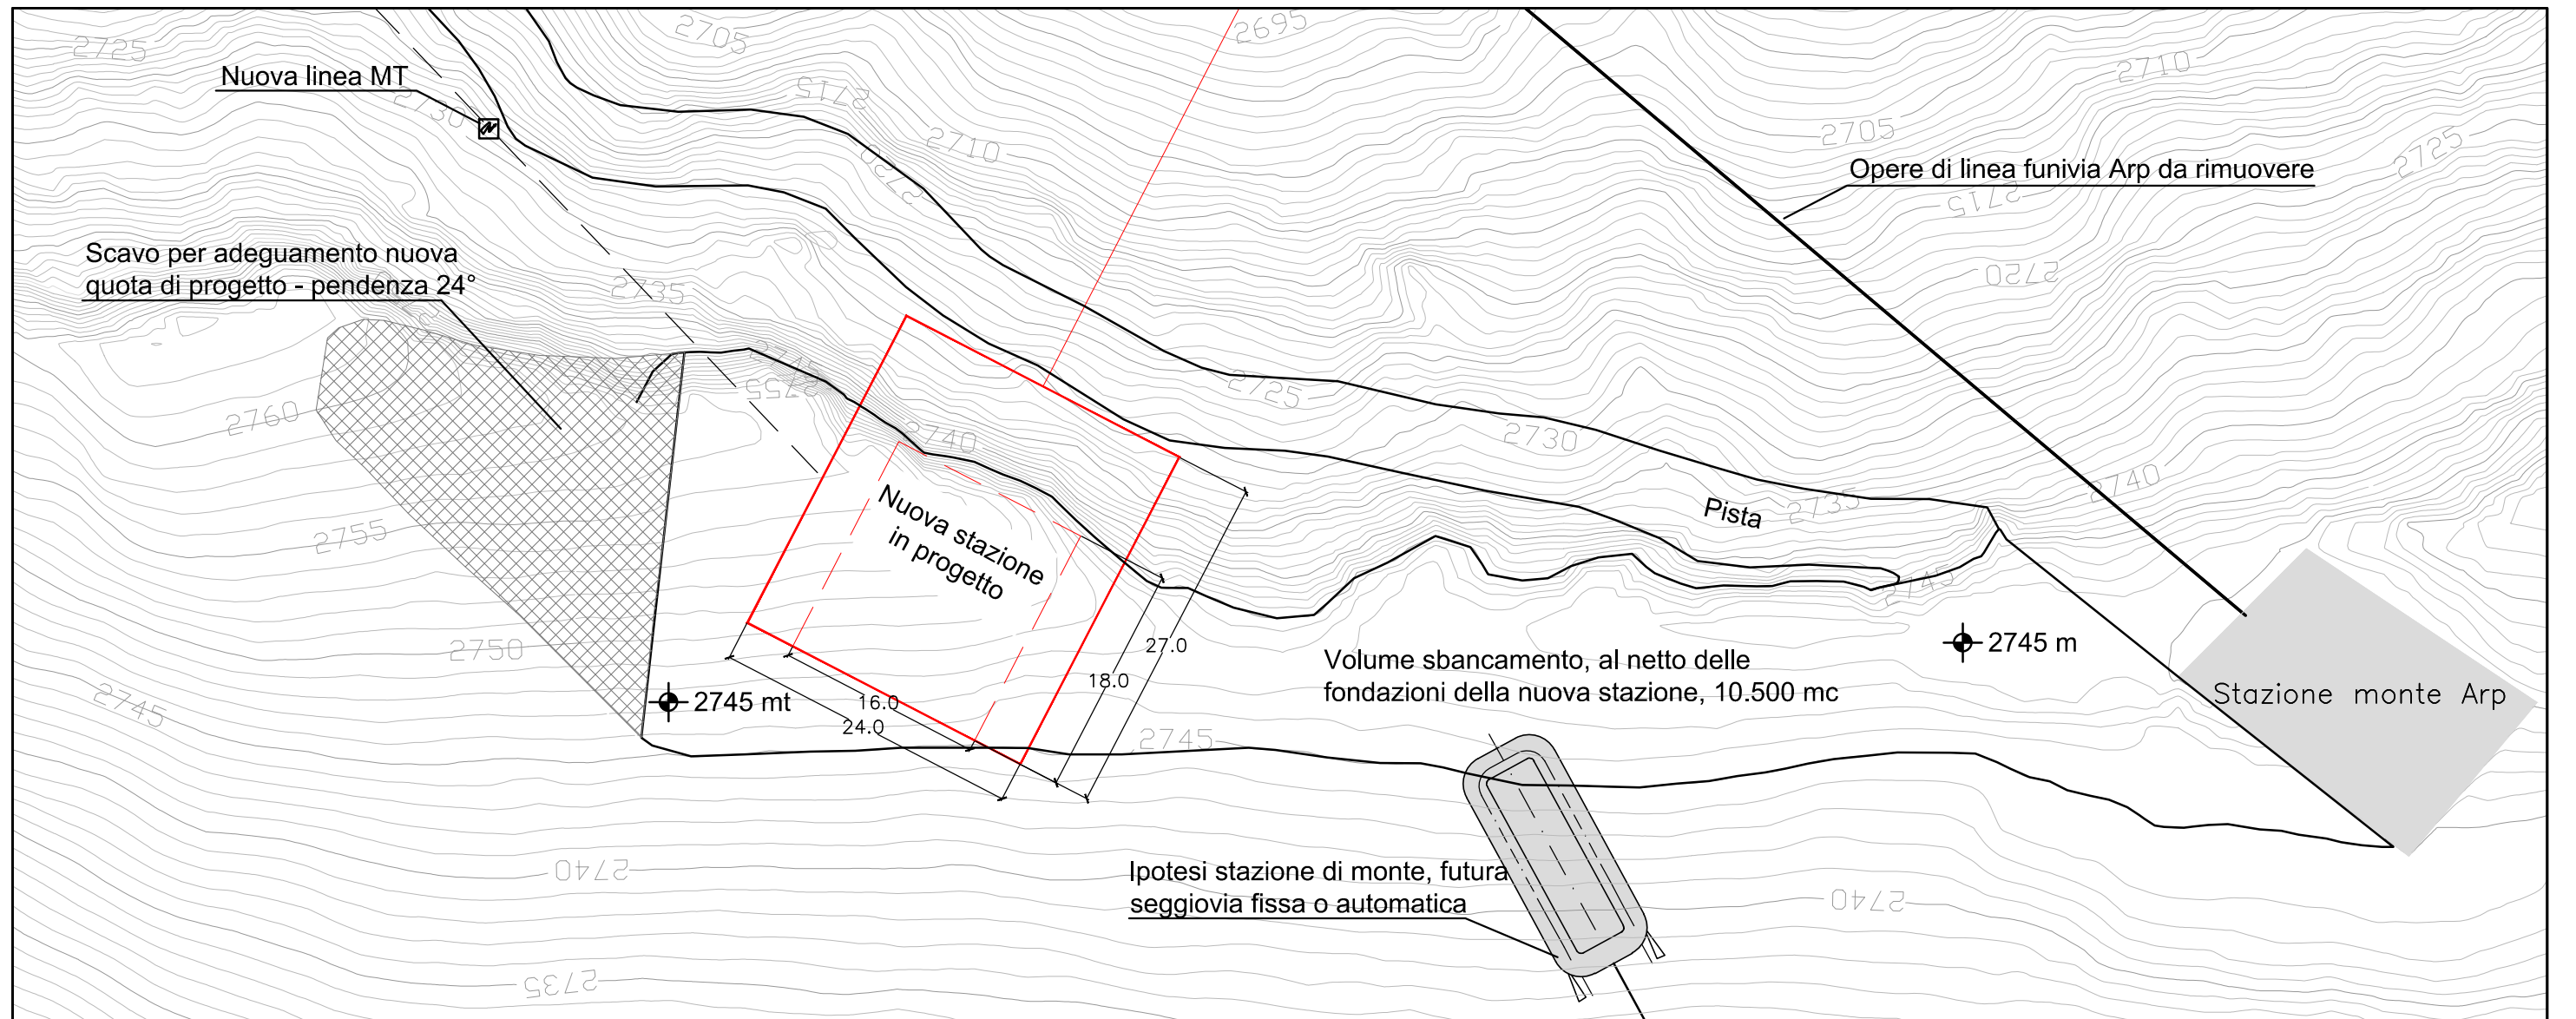 2725
2705
2695
2710
Nuova linea MT
2715
2730
2705
2710
2725
2720
Opere di linea funivia Arp da rimuovere
2715
Scavo per adeguamento nuova
quota di progetto - pendenza 24°
2735
2720
2745
2755
2725
2760
2740
2730
2740
Nuova stazione
in progetto
Pista
2735
2755
2745
2750
27.0
2745 m
Volume sbancamento, al netto delle
fondazioni della nuova stazione, 10.500 mc
18.0
2745
2745 mt
16.0
24.0
Stazione monte Arp
2745
2740
Ipotesi stazione di monte, futura
seggiovia fissa o automatica
2740
2735